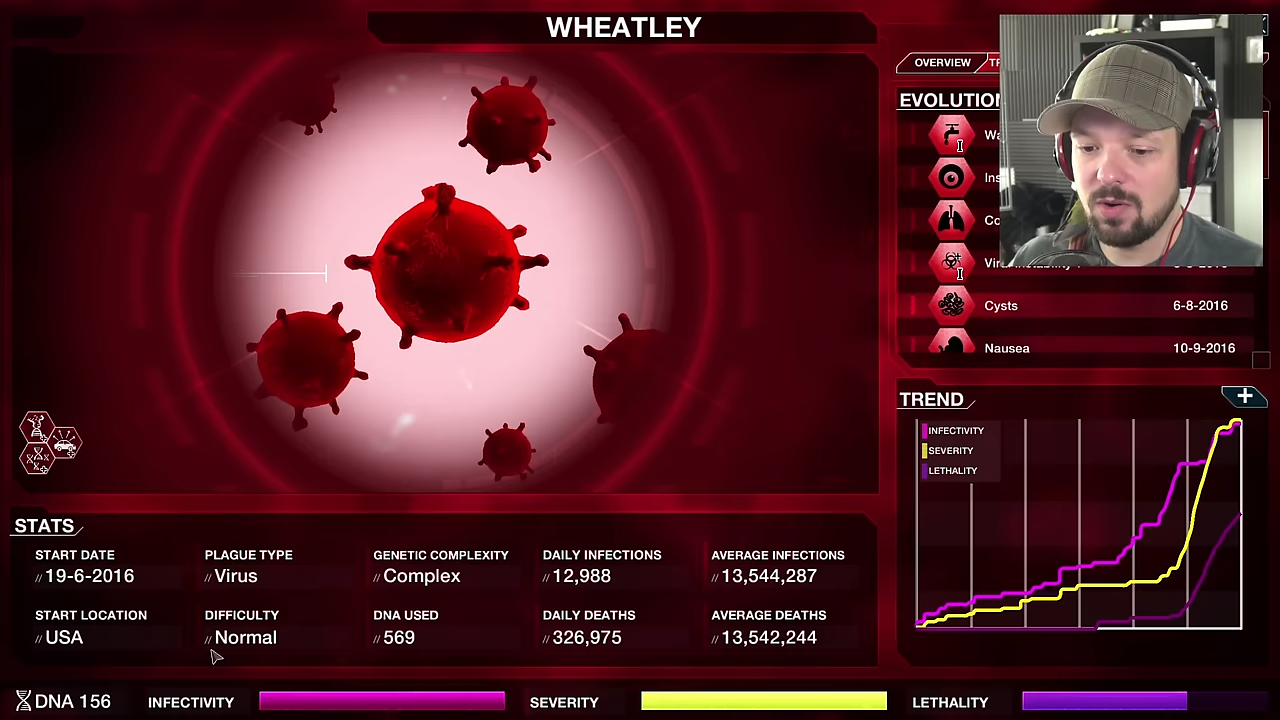 WHEATLEY
OVERVIEW
EVOLUTION
I
I
Cysts 6-8-2016
Nausea 10-9-2016
TREND
+
INFECTIVITY
SEVERITY
LETHALITY
STATS
START DATE PLAGUE TYPE GENETIC COMPLEXITY DAILY INFECTIONS AVERAGE INFECTIONS
// 19-6-2016 // Virus // Complex // 12,988 // 13,544,287
START LOCATION DIFFICULTY DNA USED DAILY DEATHS AVERAGE DEATHS
// USA // Normal // 569 // 326,975 // 13,542,244
DNA 156 INFECTIVITY SEVERITY LETHALITY